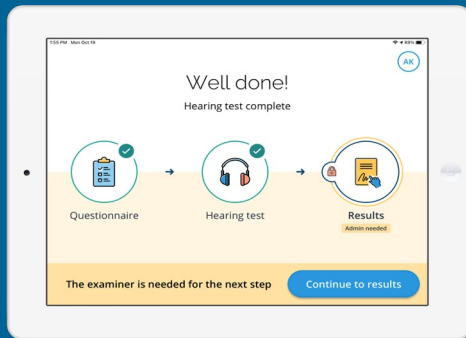 1:55 PM Mon Oct 16
AK
Well done!
Hearing test complete
Questionnaire
Hearing test
Results
Admin needed
The examiner is needed for the next step
Continue to results